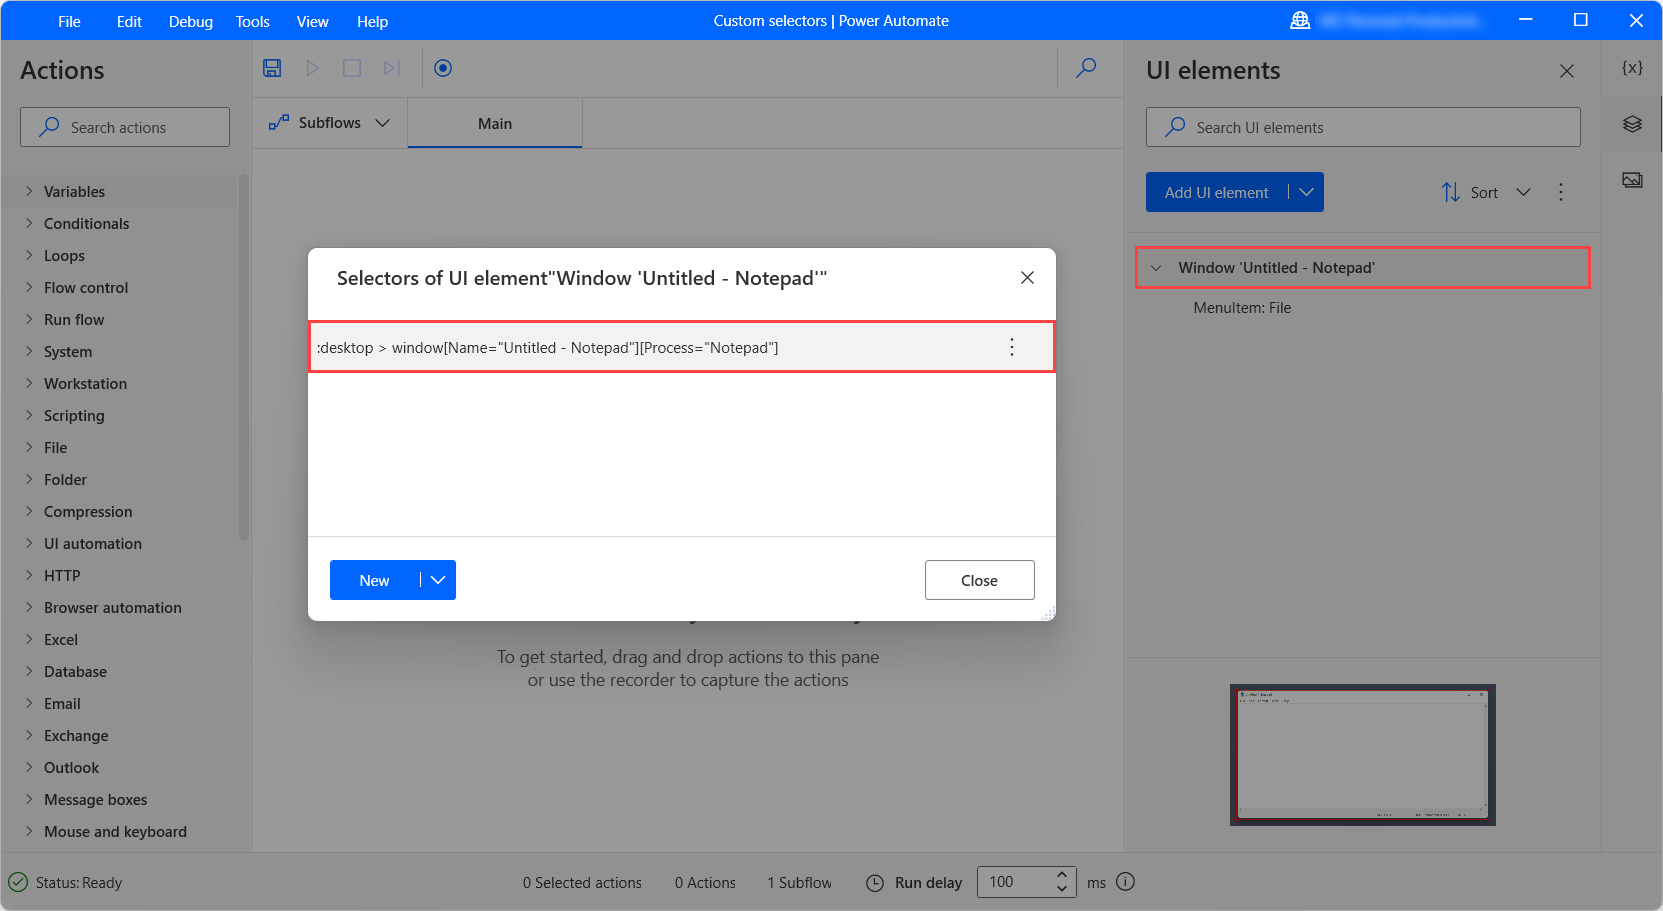 File Edit Debug Tools View Help
Custom selectors | Power Automate
Actions
Search actions
Variables
Conditionals
Loops
Flow control
Run flow
System
Workstation
Scripting
File
Folder
Compression
UI automation
HTTP
Browser automation
Excel
Database
Email
Exchange
Outlook
Message boxes
Mouse and keyboard
Subflows
Main
Selectors of UI element"Window 'Untitled - Notepad'"
:desktop > window[Name="Untitled - Notepad"][Process="Notepad"]
New
Close
To get started, drag and drop actions to this pane
or use the recorder to capture the actions
UI elements
{x}
Search UI elements
Add UI element
Sort
Window 'Untitled - Notepad'
MenuItem: File
Status: Ready
0 Selected actions
0 Actions
1 Subflow
Run delay
100
ms